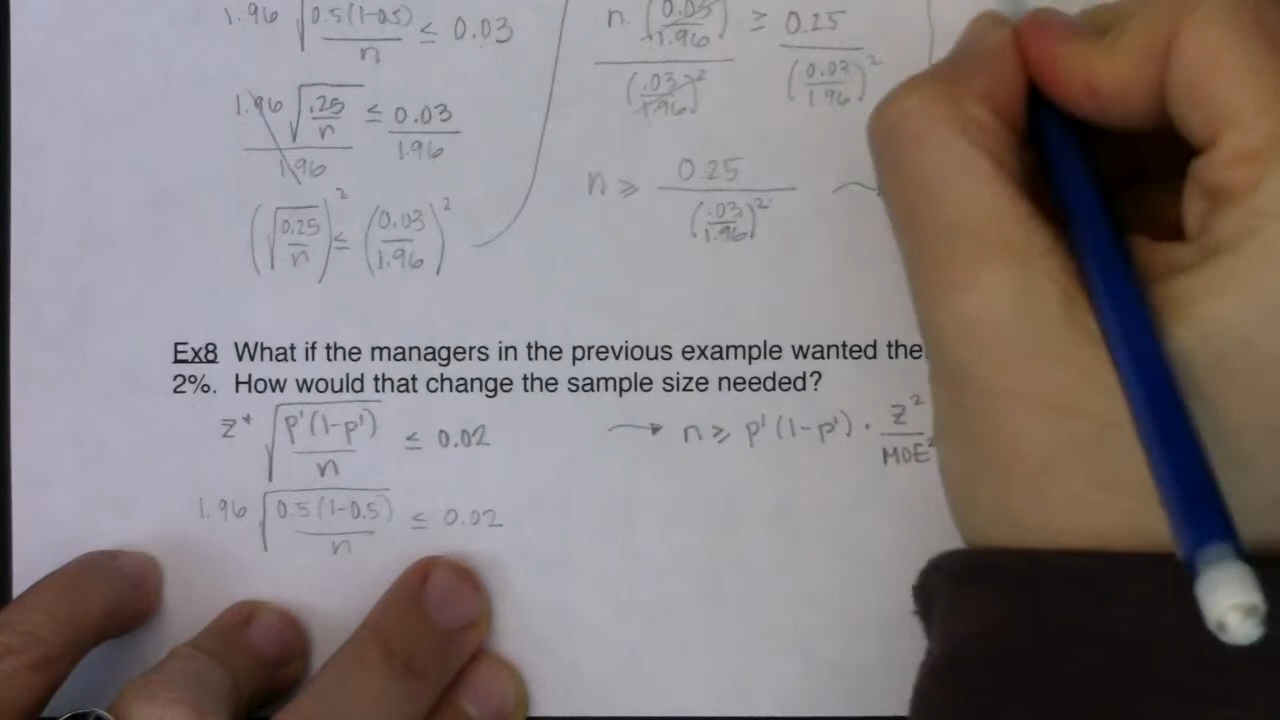 1.96 √(0.5(1-0.5)/n) ≤ 0.03
1.96 √(.25/n) / 1.96 ≤ 0.03/1.96
(√(0.25/n))² ≤ (0.03/1.96)²
n (0.03/1.96) / (.03/1.96)² ≥ 0.25 / (0.03/1.96)²
n ≥ 0.25 / (.03/1.96)²
Ex8 What if the managers in the previous example wanted the
2%. How would that change the sample size needed?
z* √(p'(1-p')/n) ≤ 0.02
→ n ≥ p'(1-p') · z²/MOE²
1.96 √(0.5(1-0.5)/n) ≤ 0.02